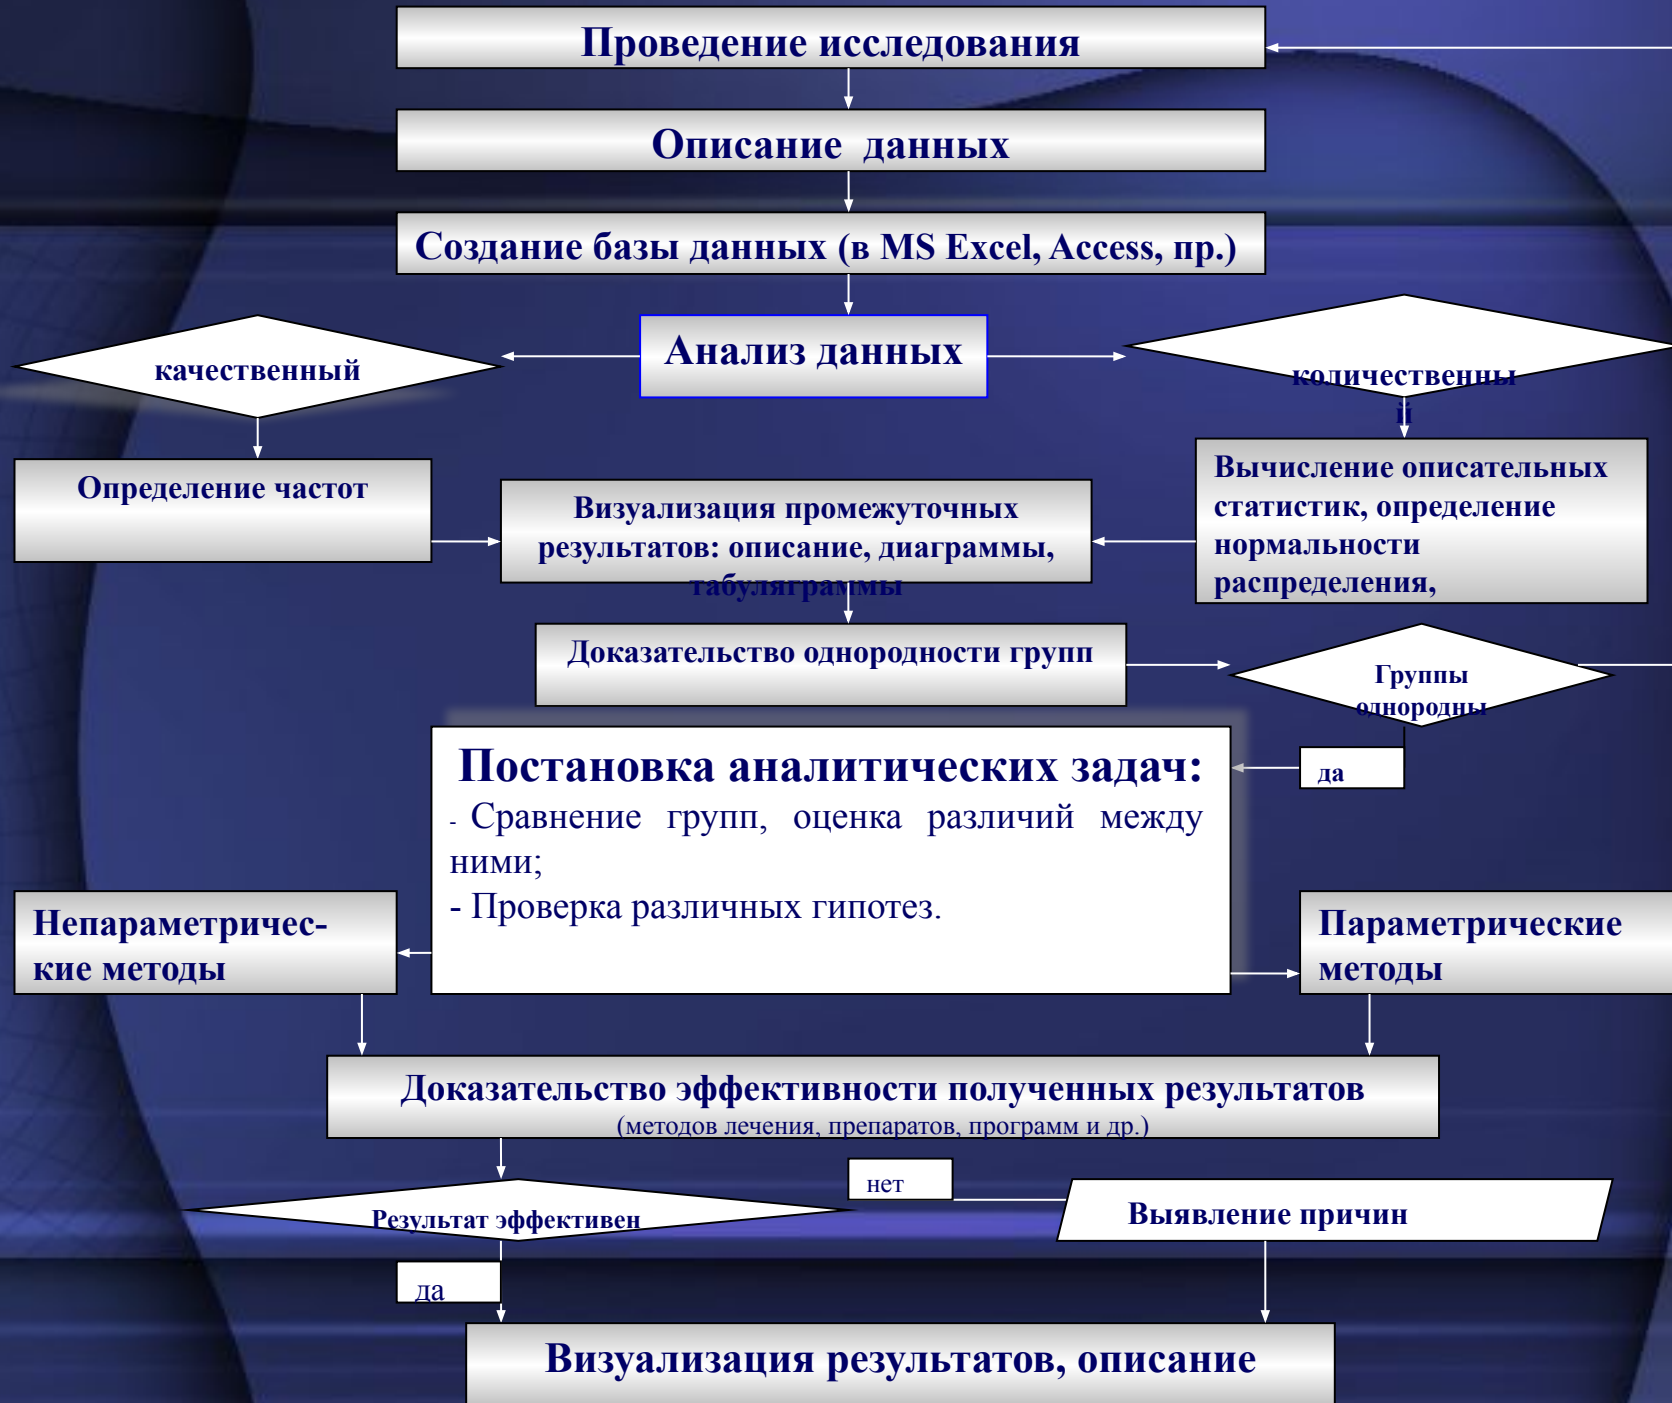 Проведение исследования
Описание данных
Создание базы данных (в MS Excel, Access, пр.)
Анализ данных
качественный
количественны
й
Определение частот
Визуализация промежуточных
результатов: описание, диаграммы,
табуляграммы
Вычисление описательных
статистик, определение
нормальности
распределения,
Доказательство однородности групп
Группы
однородны
да
Постановка аналитических задач:
- Сравнение групп, оценка различий между
ними;
- Проверка различных гипотез.
Непараметричес-
кие методы
Параметрические
методы
Доказательство эффективности полученных результатов
(методов лечения, препаратов, программ и др.)
нет
Результат эффективен
Выявление причин
да
Визуализация результатов, описание